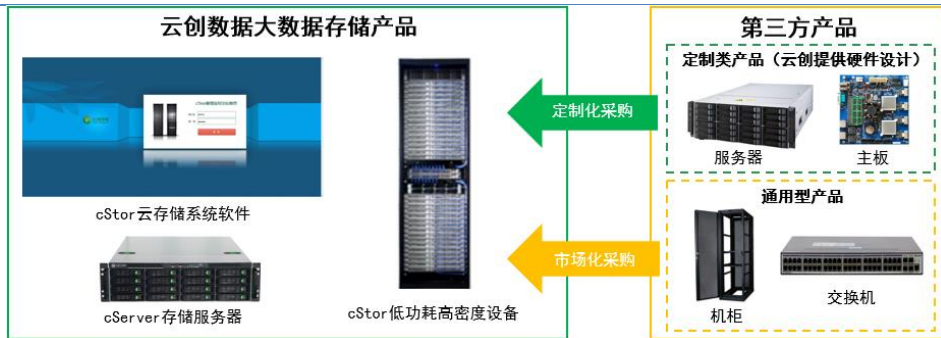 云创数据大数据存储产品
cStor云存储系统软件
cServer存储服务器
cStor低功耗高密度设备
定制化采购
市场化采购
第三方产品
定制类产品（云创提供硬件设计）
服务器
主板
通用型产品
机柜
交换机